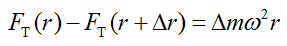 F_T(r) − F_T(r + Δr) = Δmω²r